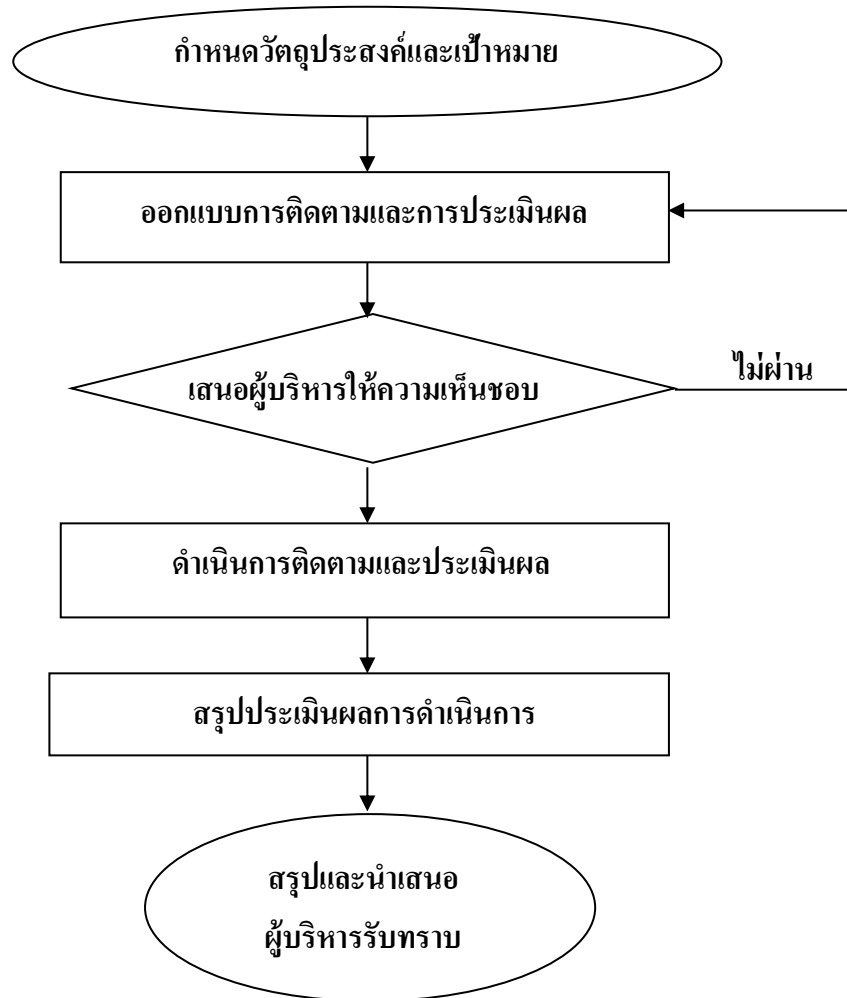 กำหนดวัตถุประสงค์และเป้าหมาย
ออกแบบการติดตามและการประเมินผล
เสนอผู้บริหารให้ความเห็นชอบ
ไม่ผ่าน
ดำเนินการติดตามและประเมินผล
สรุปประเมินผลการดำเนินการ
สรุปและนำเสนอ
ผู้บริหารรับทราบ